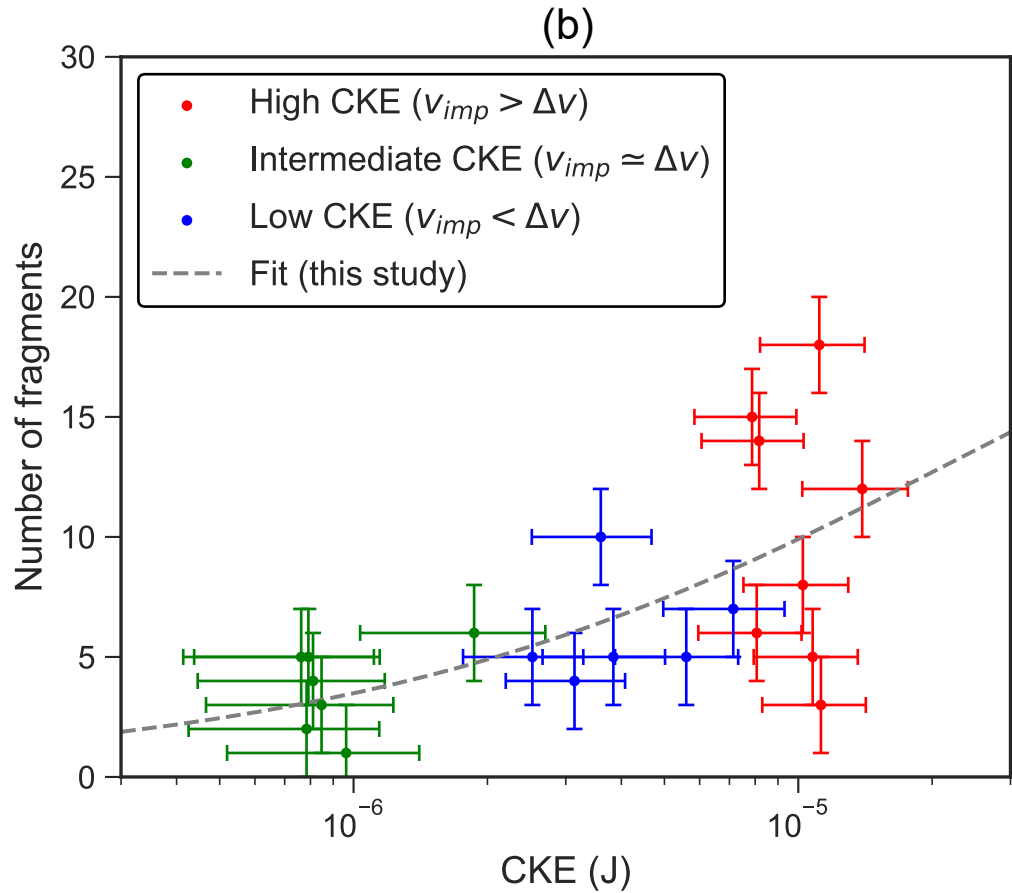 (b)
Number of fragments
30
25
20
15
10
5
0
High CKE (v_imp > Δv)
Intermediate CKE (v_imp ≃ Δv)
Low CKE (v_imp < Δv)
Fit (this study)
10⁻⁶
10⁻⁵
CKE (J)